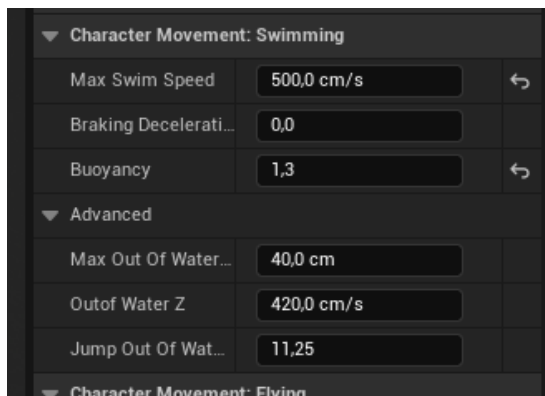 Character Movement: Swimming
Max Swim Speed 500,0 cm/s
Braking Decelerati... 0,0
Buoyancy 1,3
Advanced
Max Out Of Water... 40,0 cm
Outof Water Z 420,0 cm/s
Jump Out Of Wat... 11,25
Character Movement: Flying